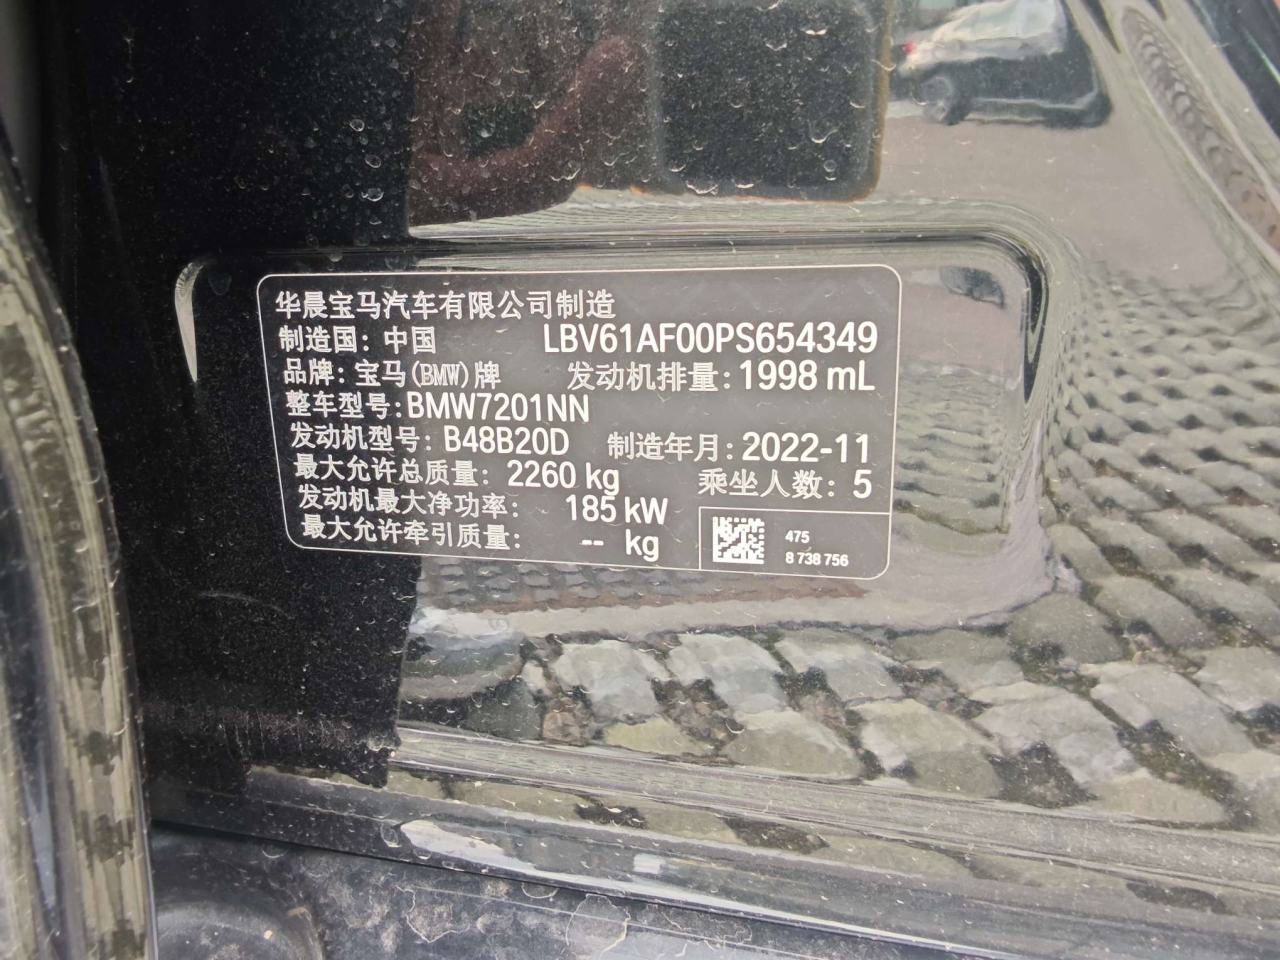 华晨宝马汽车有限公司制造
制造国：中国 LBV61AF00PS654349
品牌：宝马(BMW)牌 发动机排量：1998 mL
整车型号：BMW7201NN
发动机型号：B48B20D 制造年月：2022-11
最大允许总质量：2260 kg 乘坐人数：5
发动机最大净功率：185 kW
最大允许牵引质量：-- kg
475
8 738 756